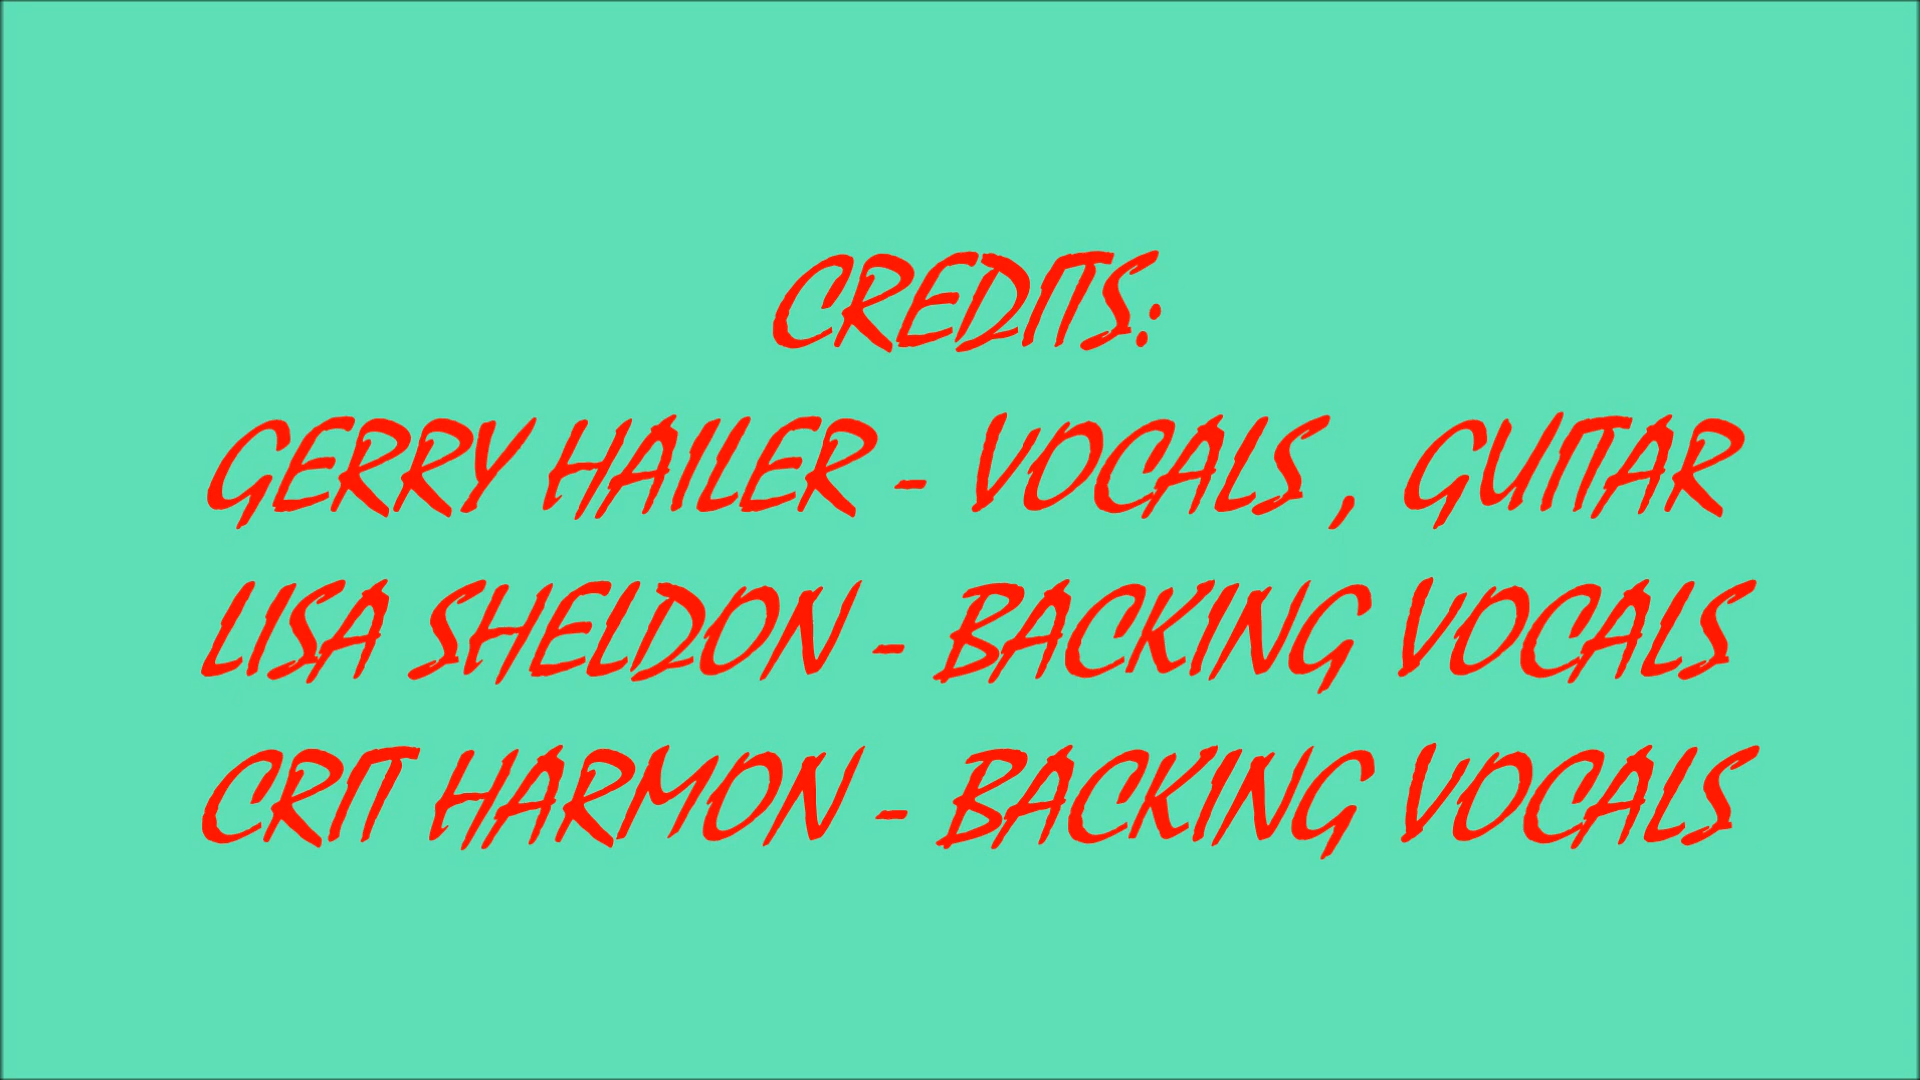 CREDITS:
GERRY HAILER - VOCALS , GUITAR
LISA SHELDON - BACKING VOCALS
CRIT HARMON - BACKING VOCALS